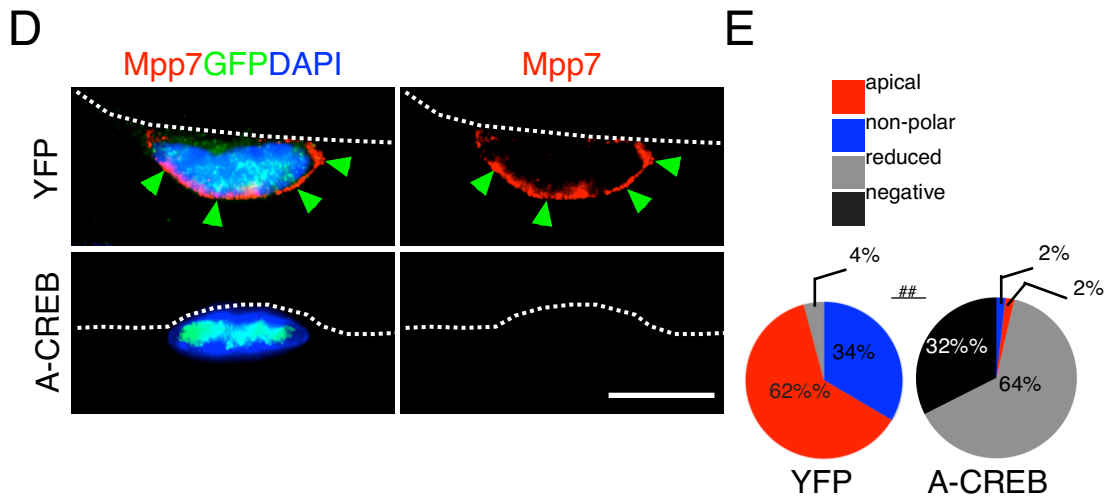 D
E
Mpp7GFPDAPI
Mpp7
YFP
A-CREB
apical
non-polar
reduced
negative
4%
34%
62%%
YFP
##
2%
2%
32%%
64%
A-CREB